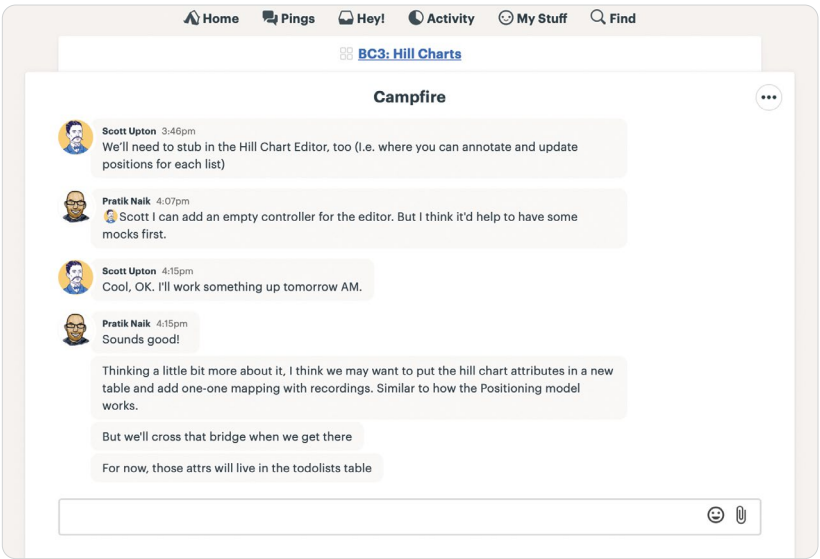 Home Pings Hey! Activity My Stuff Find
BC3: Hill Charts
Campfire
Scott Upton 3:46pm
We'll need to stub in the Hill Chart Editor, too (I.e. where you can annotate and update
positions for each list)
Pratik Naik 4:07pm
Scott I can add an empty controller for the editor. But I think it'd help to have some
mocks first.
Scott Upton 4:15pm
Cool, OK. I'll work something up tomorrow AM.
Pratik Naik 4:15pm
Sounds good!
Thinking a little bit more about it, I think we may want to put the hill chart attributes in a new
table and add one-one mapping with recordings. Similar to how the Positioning model
works.
But we'll cross that bridge when we get there
For now, those attrs will live in the todolists table